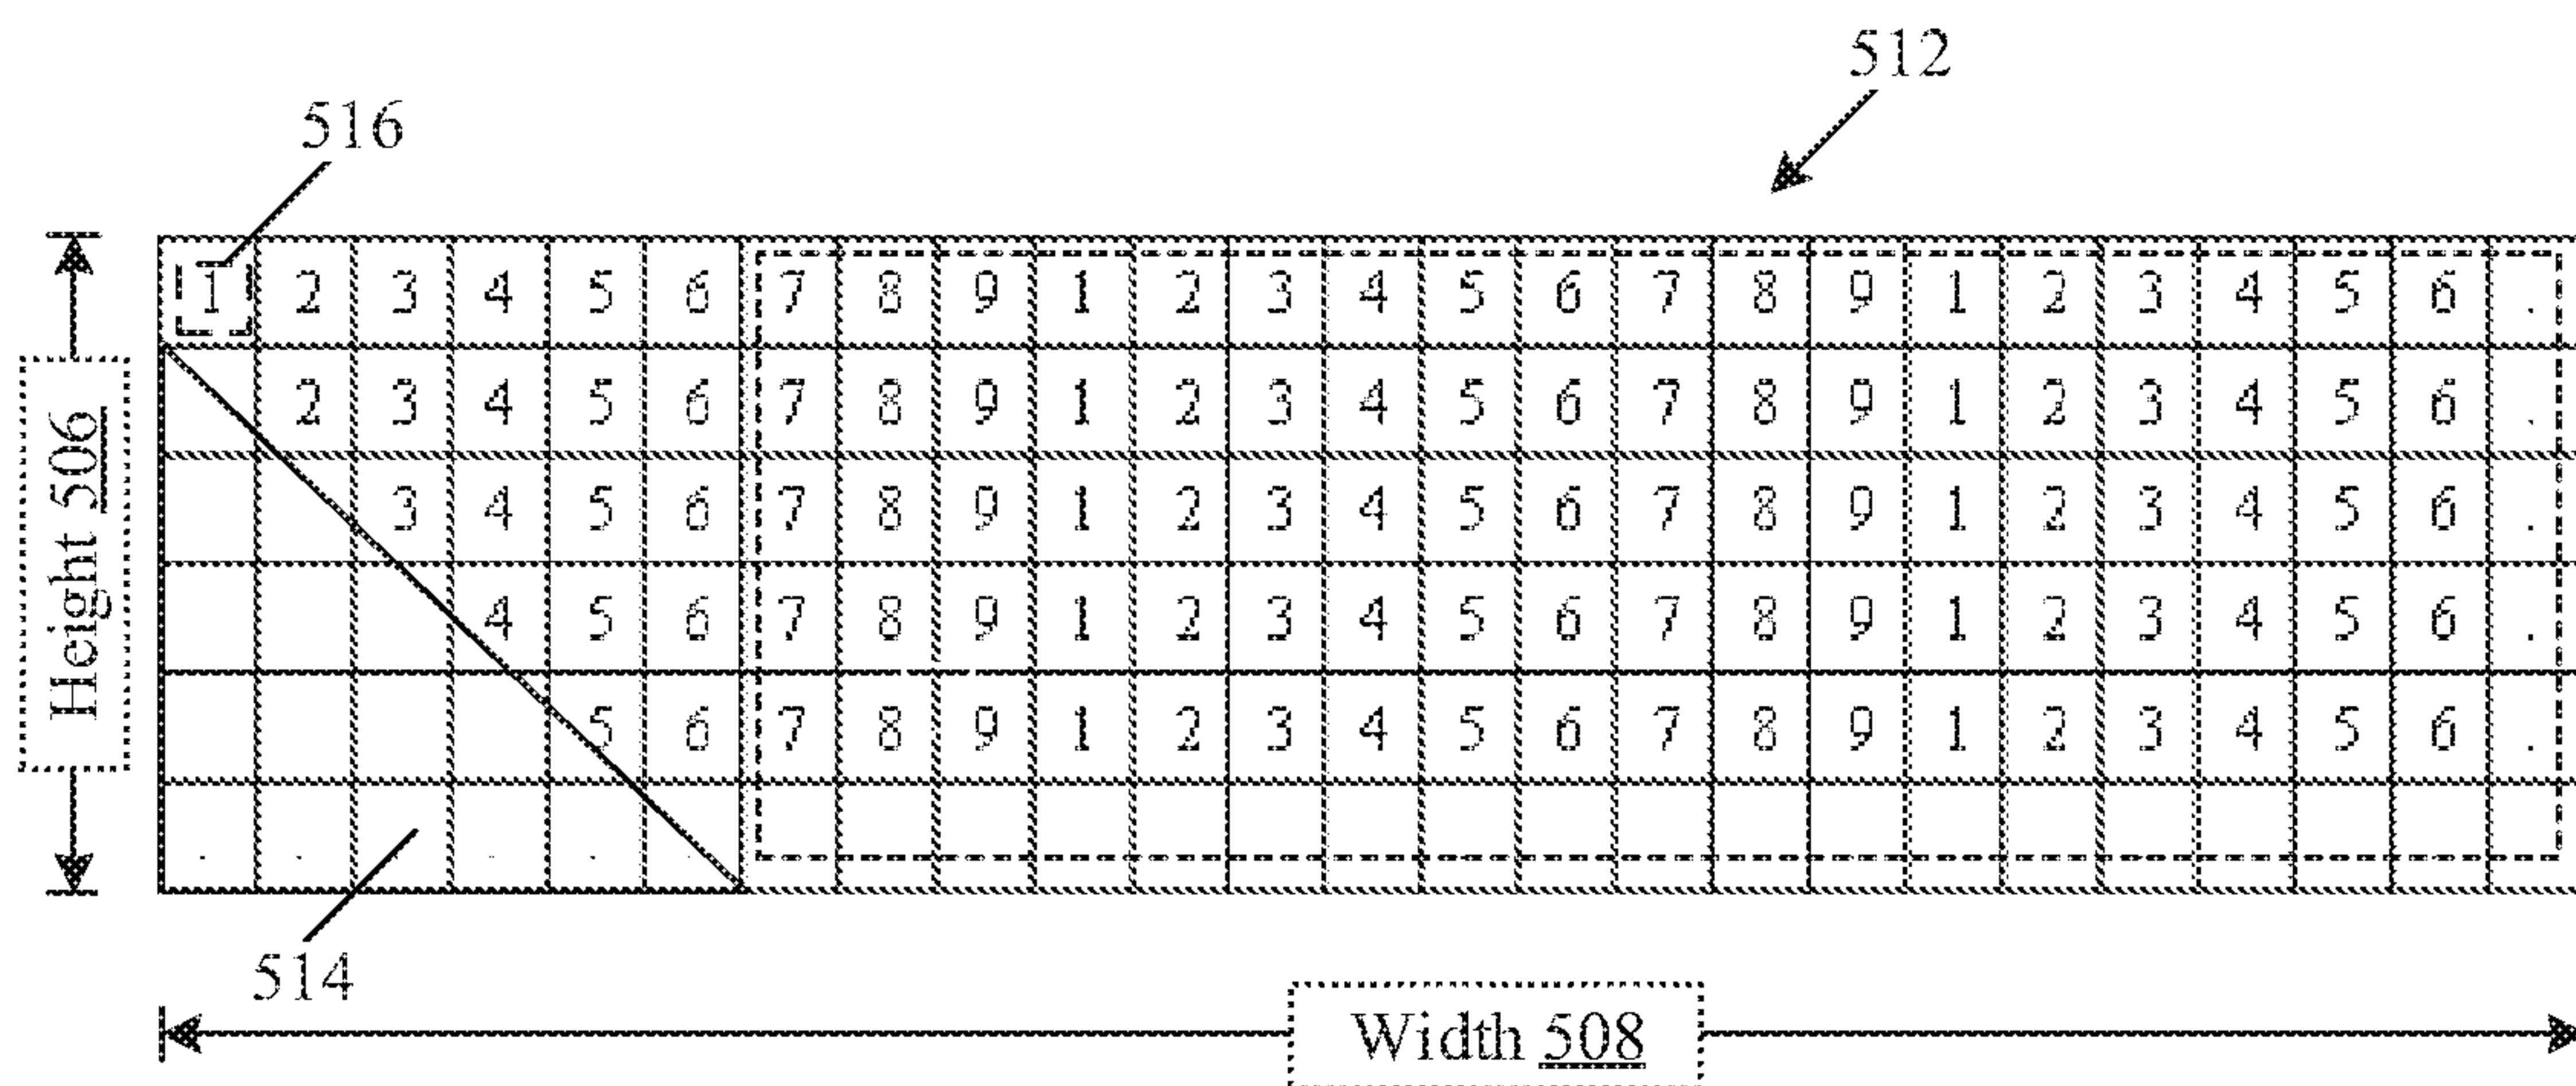 512
516
1 2 3 4 5 6 7 8 9 1 2 3 4 5 6 7 8 9 1 2 3 4 5 6 .
2 3 4 5 6 7 8 9 1 2 3 4 5 6 7 8 9 1 2 3 4 5 6 .
3 4 5 6 7 8 9 1 2 3 4 5 6 7 8 9 1 2 3 4 5 6 .
4 5 6 7 8 9 1 2 3 4 5 6 7 8 9 1 2 3 4 5 6 .
5 6 7 8 9 1 2 3 4 5 6 7 8 9 1 2 3 4 5 6 .
. . . . .
Height 506
514
Width 508